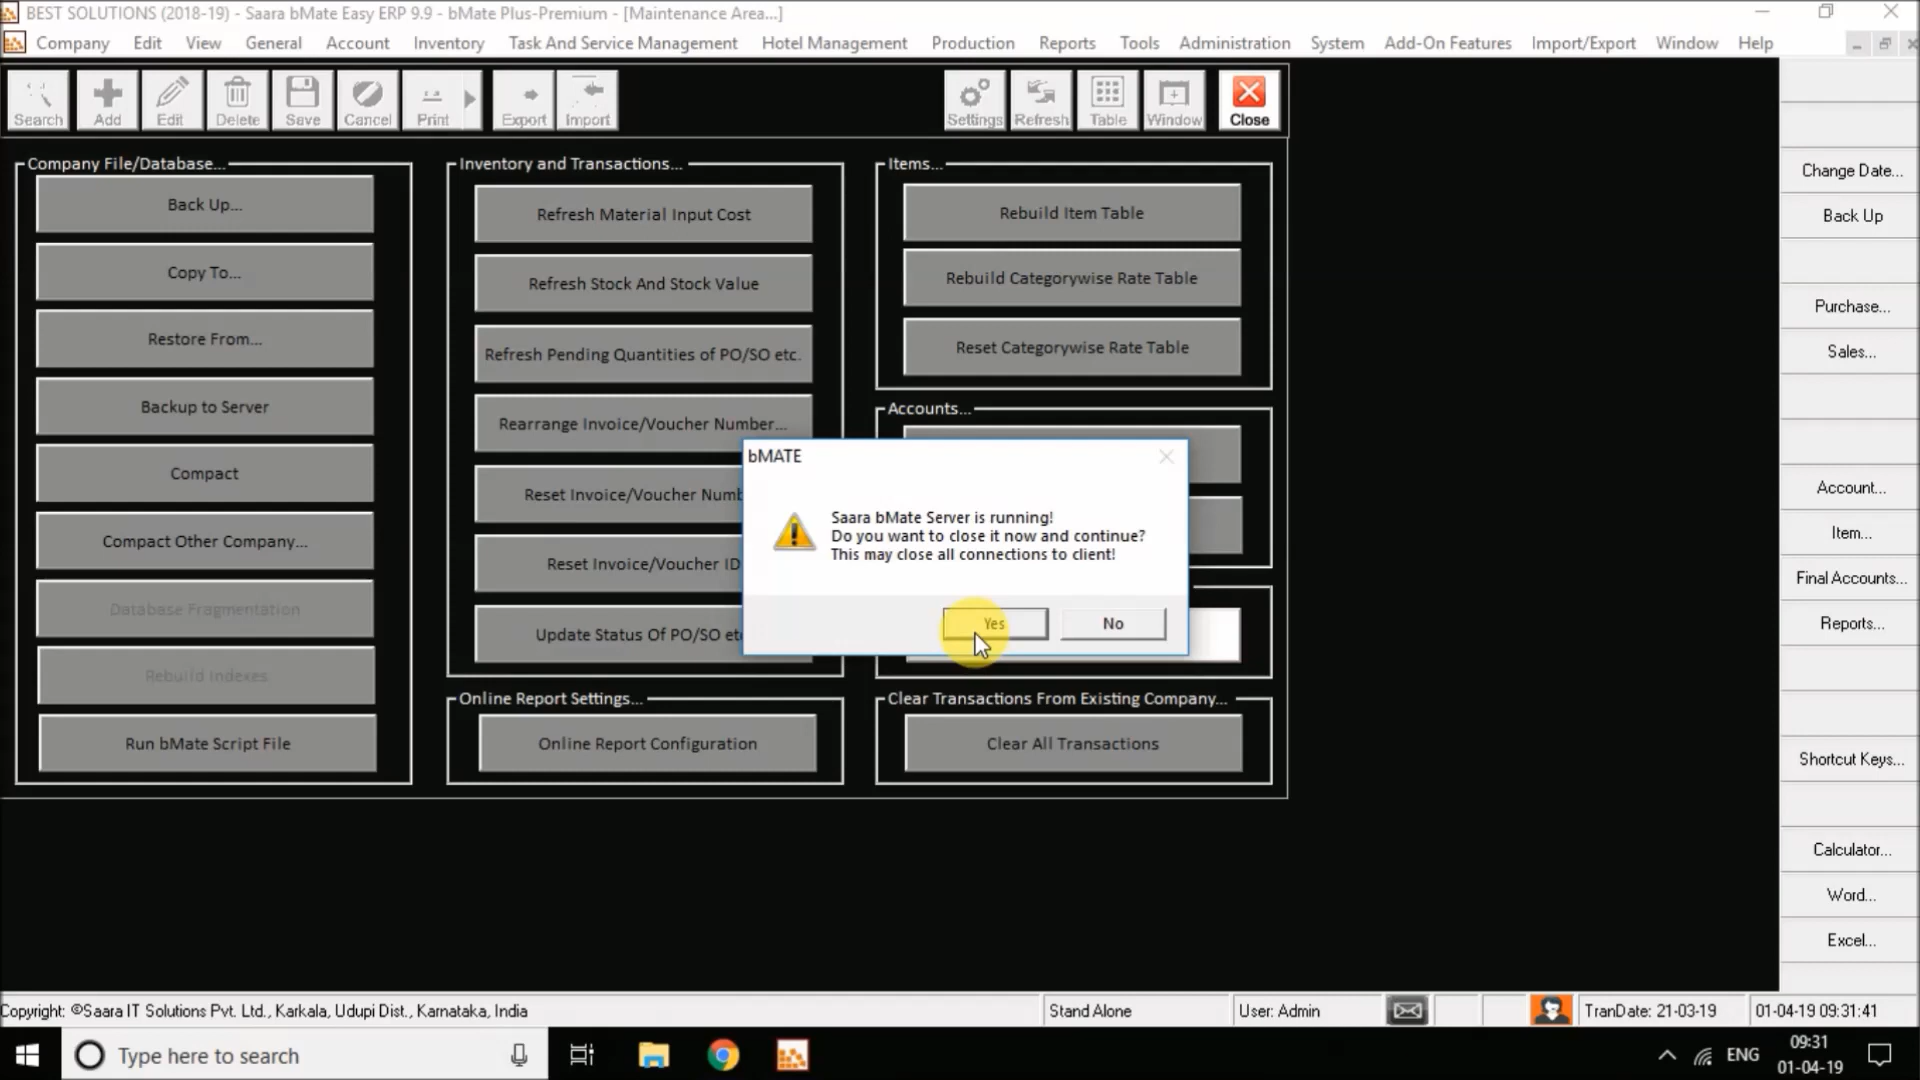 BEST SOLUTIONS (2018-19) - Saara bMate Easy ERP 9.9 - bMate Plus-Premium - [Maintenance Area...]
Company Edit View General Account Inventory Task And Service Management Hotel Management Production Reports Tools Administration System Add-On Features Import/Export Window Help
Search Add Edit Delete Save Cancel Print Export Import Settings Refresh Table Window Close
Company File/Database...
Back Up...
Copy To...
Restore From...
Backup to Server
Compact
Compact Other Company...
Database Fragmentation
Rebuild Indexes
Run bMate Script File
Inventory and Transactions...
Refresh Material Input Cost
Refresh Stock And Stock Value
Refresh Pending Quantities of PO/SO etc.
Rearrange Invoice/Voucher Number...
Reset Invoice/Voucher Numb
Reset Invoice/Voucher ID
Update Status Of PO/SO etc
Online Report Settings...
Online Report Configuration
Items...
Rebuild Item Table
Rebuild Categorywise Rate Table
Reset Categorywise Rate Table
Accounts...
Clear Transactions From Existing Company...
Clear All Transactions
bMATE
Saara bMate Server is running!
Do you want to close it now and continue?
This may close all connections to client!
Yes No
Change Date...
Back Up
Purchase...
Sales...
Account...
Item...
Final Accounts...
Reports...
Shortcut Keys...
Calculator...
Word...
Excel...
Copyright: ©Saara IT Solutions Pvt. Ltd., Karkala, Udupi Dist., Karnataka, India
Stand Alone
User: Admin
TranDate: 21-03-19
01-04-19 09:31:41
Type here to search
ENG
09:31
01-04-19